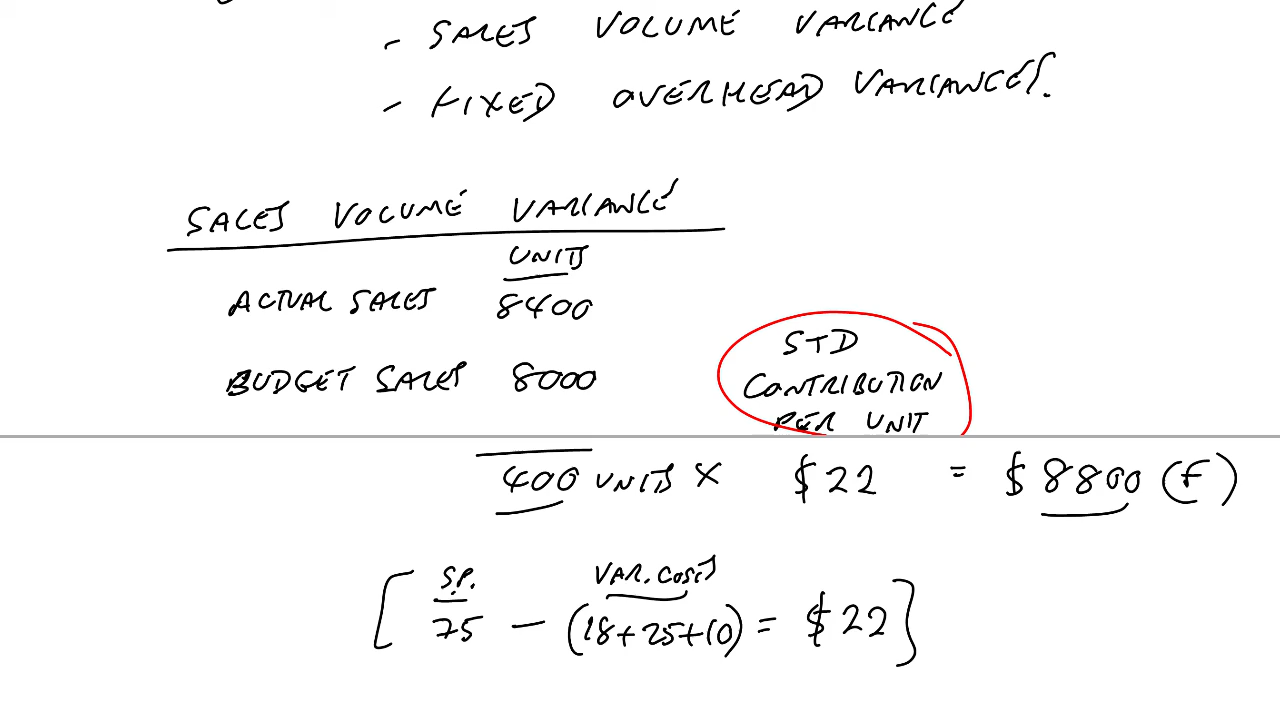 - SALES VOLUME VARIANCE
- FIXED OVERHEAD VARIANCES.
SALES VOLUME VARIANCE
UNITS
ACTUAL SALES 8400
BUDGET SALES 8000
STD
CONTRIBUTION
PER UNIT
400 UNITS X $22 = $8800 (F)
S.P. VAR. COSTS
[75 - (18+25+10) = $22]